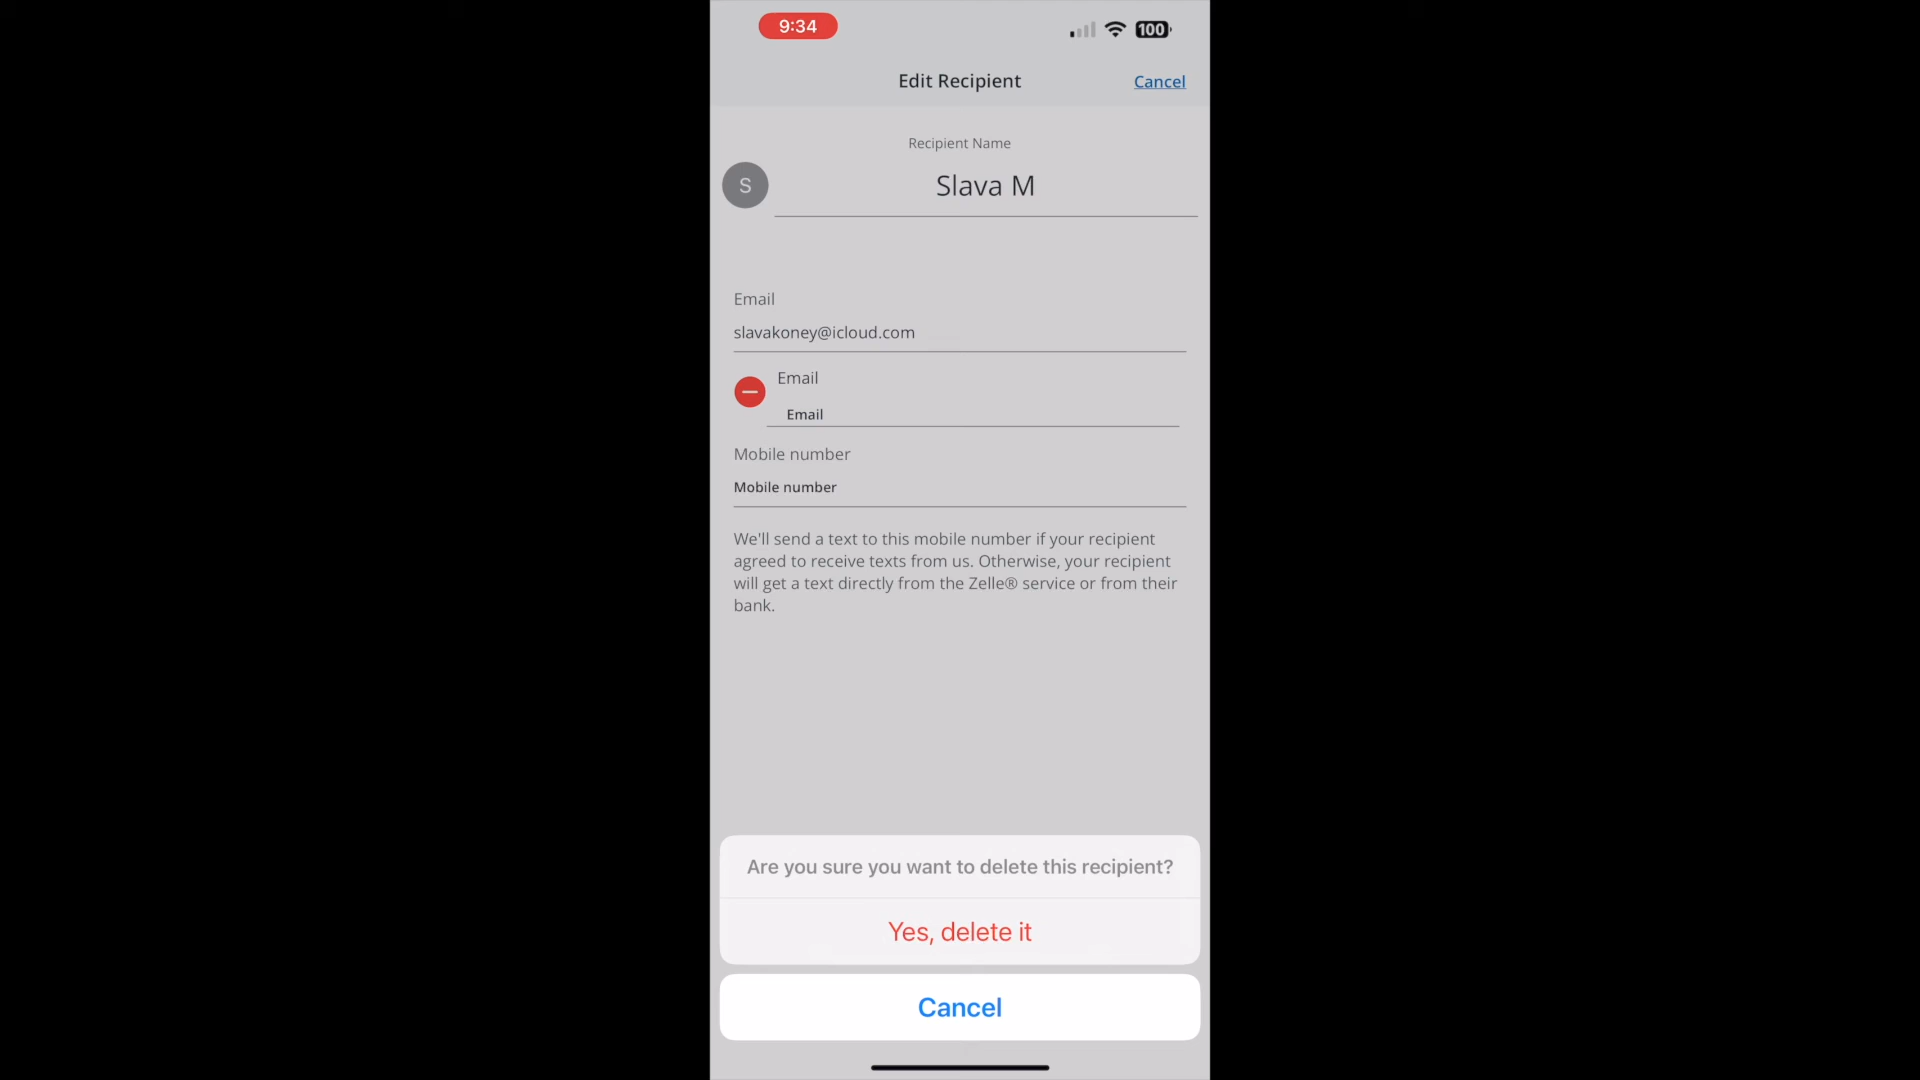 9:34
100
Edit Recipient
Cancel
Recipient Name
S
Slava M
Email
slavakoney@icloud.com
Email
Email
Mobile number
Mobile number
We'll send a text to this mobile number if your recipient
agreed to receive texts from us. Otherwise, your recipient
will get a text directly from the Zelle® service or from their
bank.
Are you sure you want to delete this recipient?
Yes, delete it
Cancel